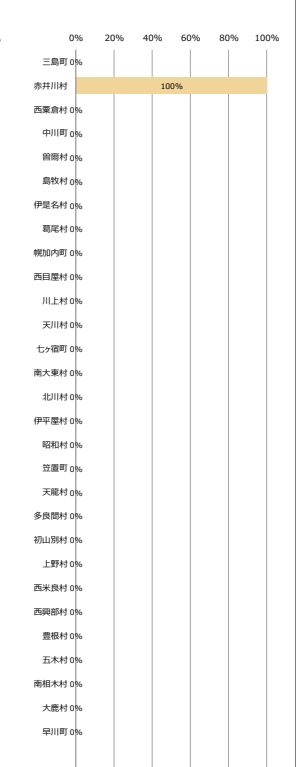 0% 20% 40% 60% 80% 100%
三島町 0%
赤井川村 100%
西粟倉村 0%
中川町 0%
曽爾村 0%
島牧村 0%
伊是名村 0%
葛尾村 0%
幌加内町 0%
西目屋村 0%
川上村 0%
天川村 0%
七ヶ宿町 0%
南大東村 0%
北川村 0%
伊平屋村 0%
昭和村 0%
笠置町 0%
天龍村 0%
多良間村 0%
初山別村 0%
上野村 0%
西米良村 0%
西興部村 0%
豊根村 0%
五木村 0%
南相木村 0%
大鹿村 0%
早川町 0%